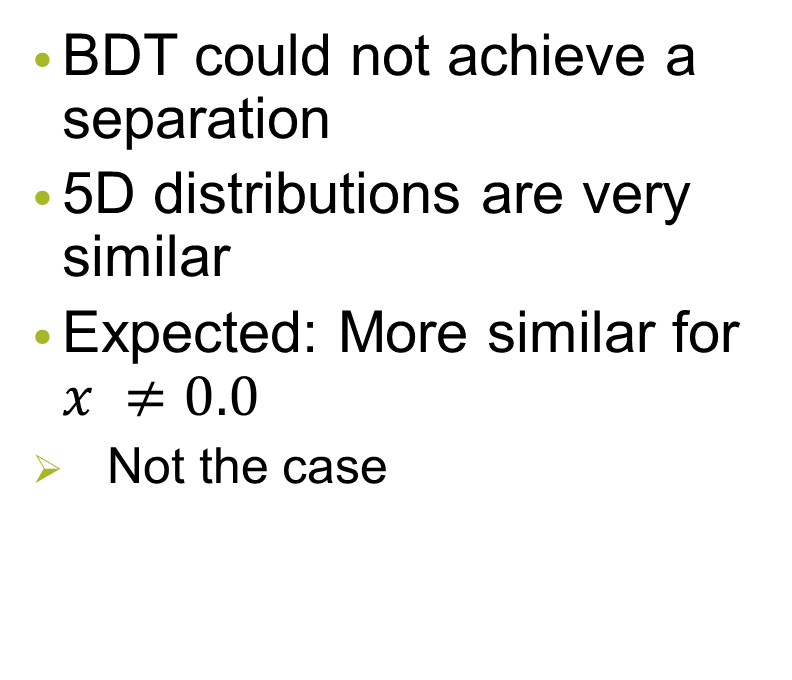 • BDT could not achieve a
separation
• 5D distributions are very
similar
• Expected: More similar for
𝑥 ≠ 0.0
➢ Not the case